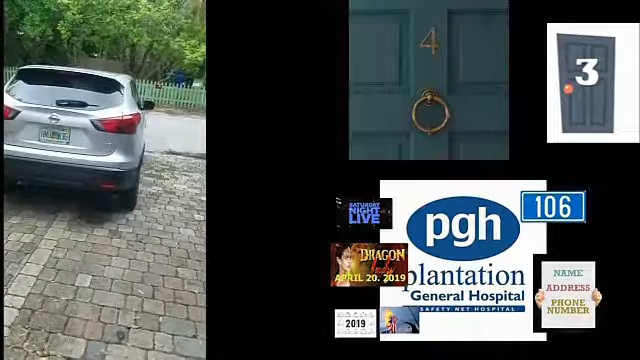 4
3
SATURDAY
NIGHT
LIVE
pgh
106
DRAGON
Lady
APRIL 20. 2019
plantation
General Hospital
SAFETY NET HOSPITAL
2019
NAME
ADDRESS
PHONE
NUMBER